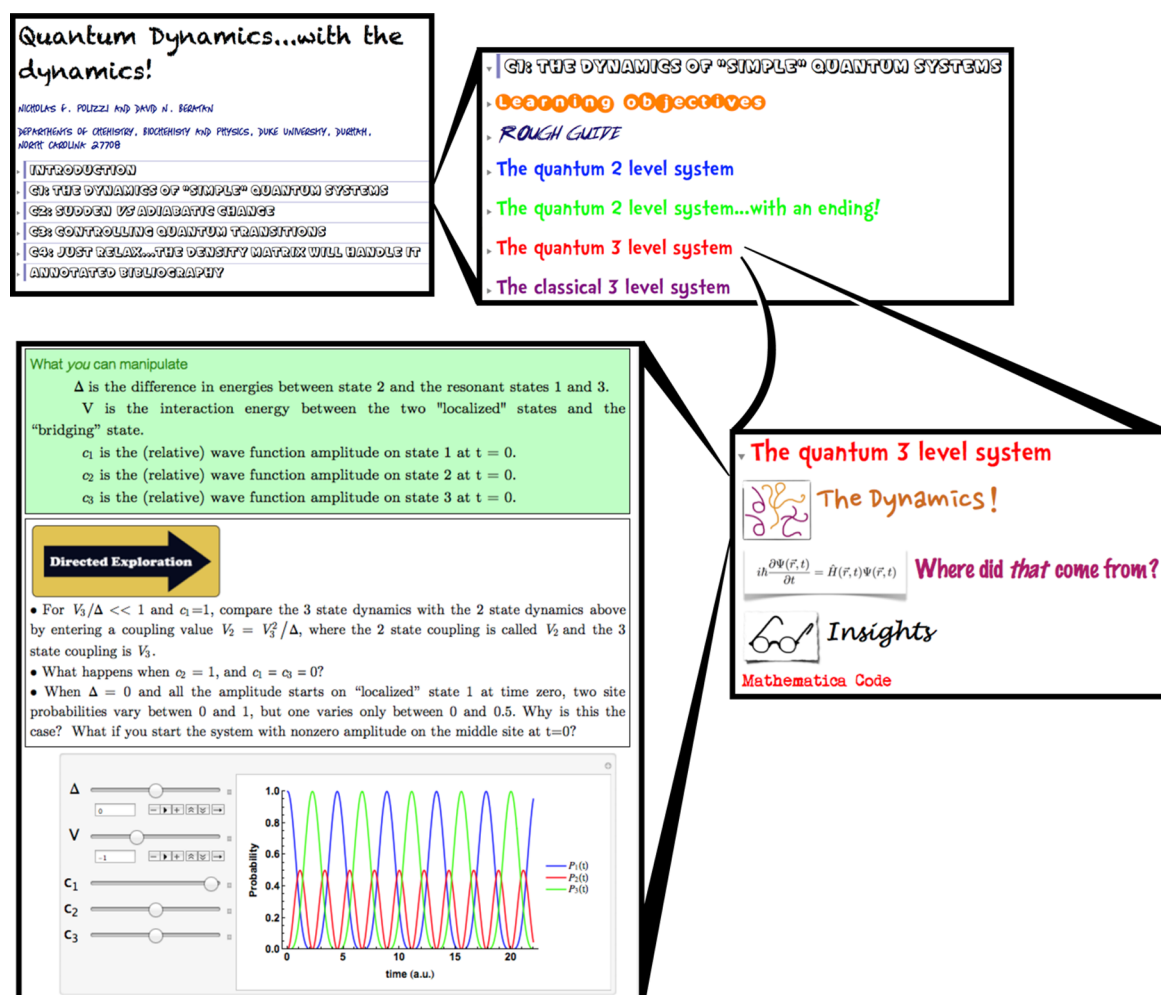 Quantum Dynamics...with the
dynamics!
NICHOLAS F. POLIZZI AND DAVID N. BERATAN
DEPARTMENTS OF CHEMISTRY, BIOCHEMISTY AND PHYSICS, DUKE UNIVERSITY, DURHAM,
NORTH CAROLINK 27708
INTRODUCTION
C1: THE DYNAMICS OF "SIMPLE" QUANTUM SYSTEMS
C2: SUDDEN VS ADIABATIC CHANGE
C3: CONTROLLING QUANTUM TRANSITIONS
C4: JUST RELAX...THE DENSITY MATRIX WILL HANDLE IT
ANNOTATED BIBLIOGRAPHY
C1: THE DYNAMICS OF "SIMPLE" QUANTUM SYSTEMS
Learning objectives
ROUGH GUIDE
The quantum 2 level system
The quantum 2 level system...with an ending!
The quantum 3 level system
The classical 3 level system
What you can manipulate
Δ is the difference in energies between state 2 and the resonant states 1 and 3.
V is the interaction energy between the two "localized" states and the
“bridging” state.
c₁ is the (relative) wave function amplitude on state 1 at t = 0.
c₂ is the (relative) wave function amplitude on state 2 at t = 0.
c₃ is the (relative) wave function amplitude on state 3 at t = 0.
Directed Exploration
• For V₃/Δ << 1 and c₁=1, compare the 3 state dynamics with the 2 state dynamics above
by entering a coupling value V₂ = V₃²/Δ, where the 2 state coupling is called V₂ and the 3
state coupling is V₃.
• What happens when c₂ = 1, and c₁ = c₃ = 0?
• When Δ = 0 and all the amplitude starts on “localized” state 1 at time zero, two site
probabilities vary betwen 0 and 1, but one varies only between 0 and 0.5. Why is this the
case? What if you start the system with nonzero amplitude on the middle site at t=0?
Δ
0
V
-1
C₁
C₂
C₃
Probability
1.0
0.8
0.6
0.4
0.2
0.0
0 5 10 15 20
time (a.u.)
P₁(t)
P₂(t)
P₃(t)
The quantum 3 level system
The Dynamics!
iħ ∂Ψ(r⃗,t)/∂t = Ĥ(r⃗,t)Ψ(r⃗,t)
Where did that come from?
Insights
Mathematica Code